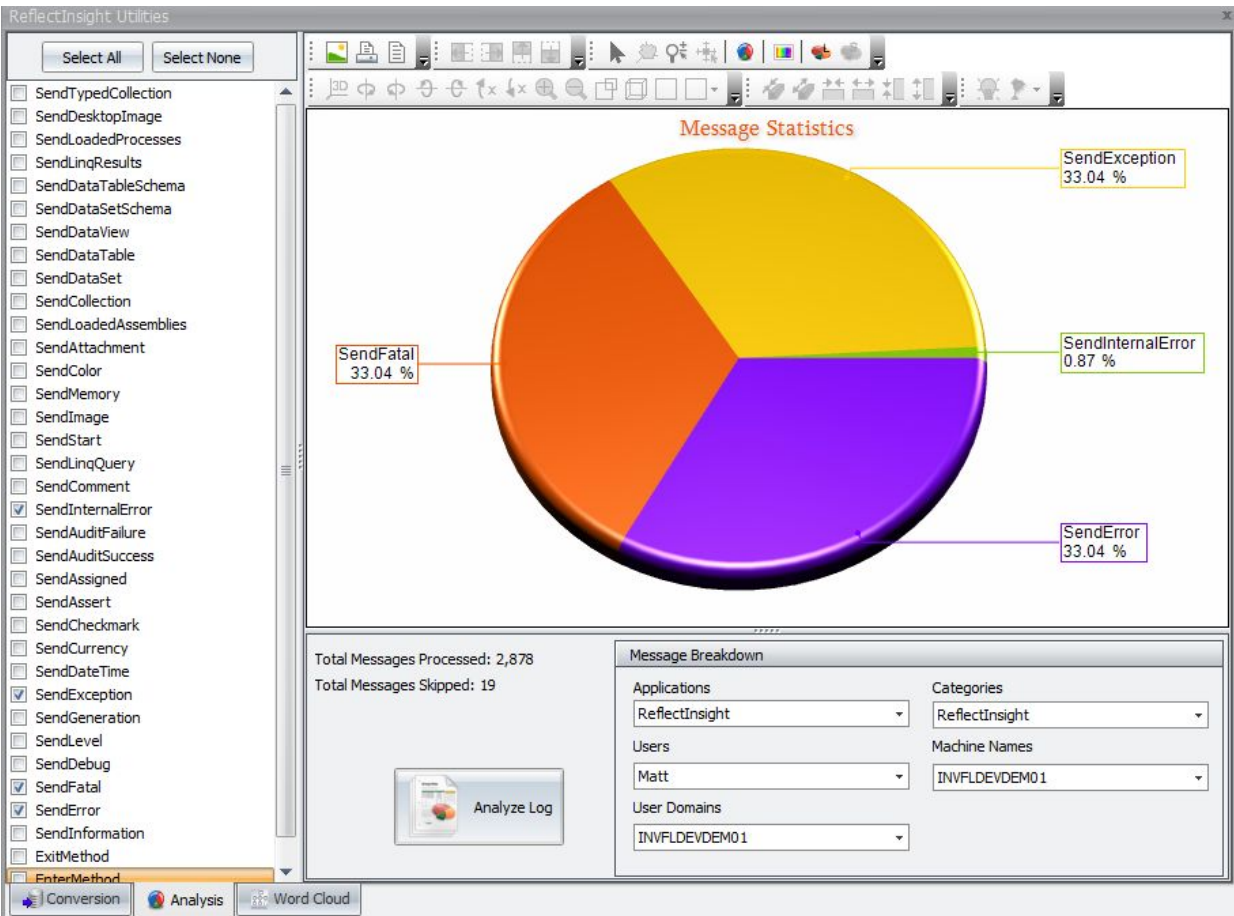 ReflectInsight Utilities
x
Select All Select None
SendTypedCollection
SendDesktopImage
SendLoadedProcesses
SendLinqResults
SendDataTableSchema
SendDataSetSchema
SendDataView
SendDataTable
SendDataSet
SendCollection
SendLoadedAssemblies
SendAttachment
SendColor
SendMemory
SendImage
SendStart
SendLinqQuery
SendComment
SendInternalError
SendAuditFailure
SendAuditSuccess
SendAssigned
SendAssert
SendCheckmark
SendCurrency
SendDateTime
SendException
SendGeneration
SendLevel
SendDebug
SendFatal
SendError
SendInformation
ExitMethod
EnterMethod
3D
Message Statistics
SendException
33.04 %
SendFatal
33.04 %
SendInternalError
0.87 %
SendError
33.04 %
Total Messages Processed: 2,878
Total Messages Skipped: 19
Analyze Log
Message Breakdown
Applications
ReflectInsight
Categories
ReflectInsight
Users
Matt
Machine Names
INVFLDEVDEM01
User Domains
INVFLDEVDEM01
Conversion Analysis Word Cloud